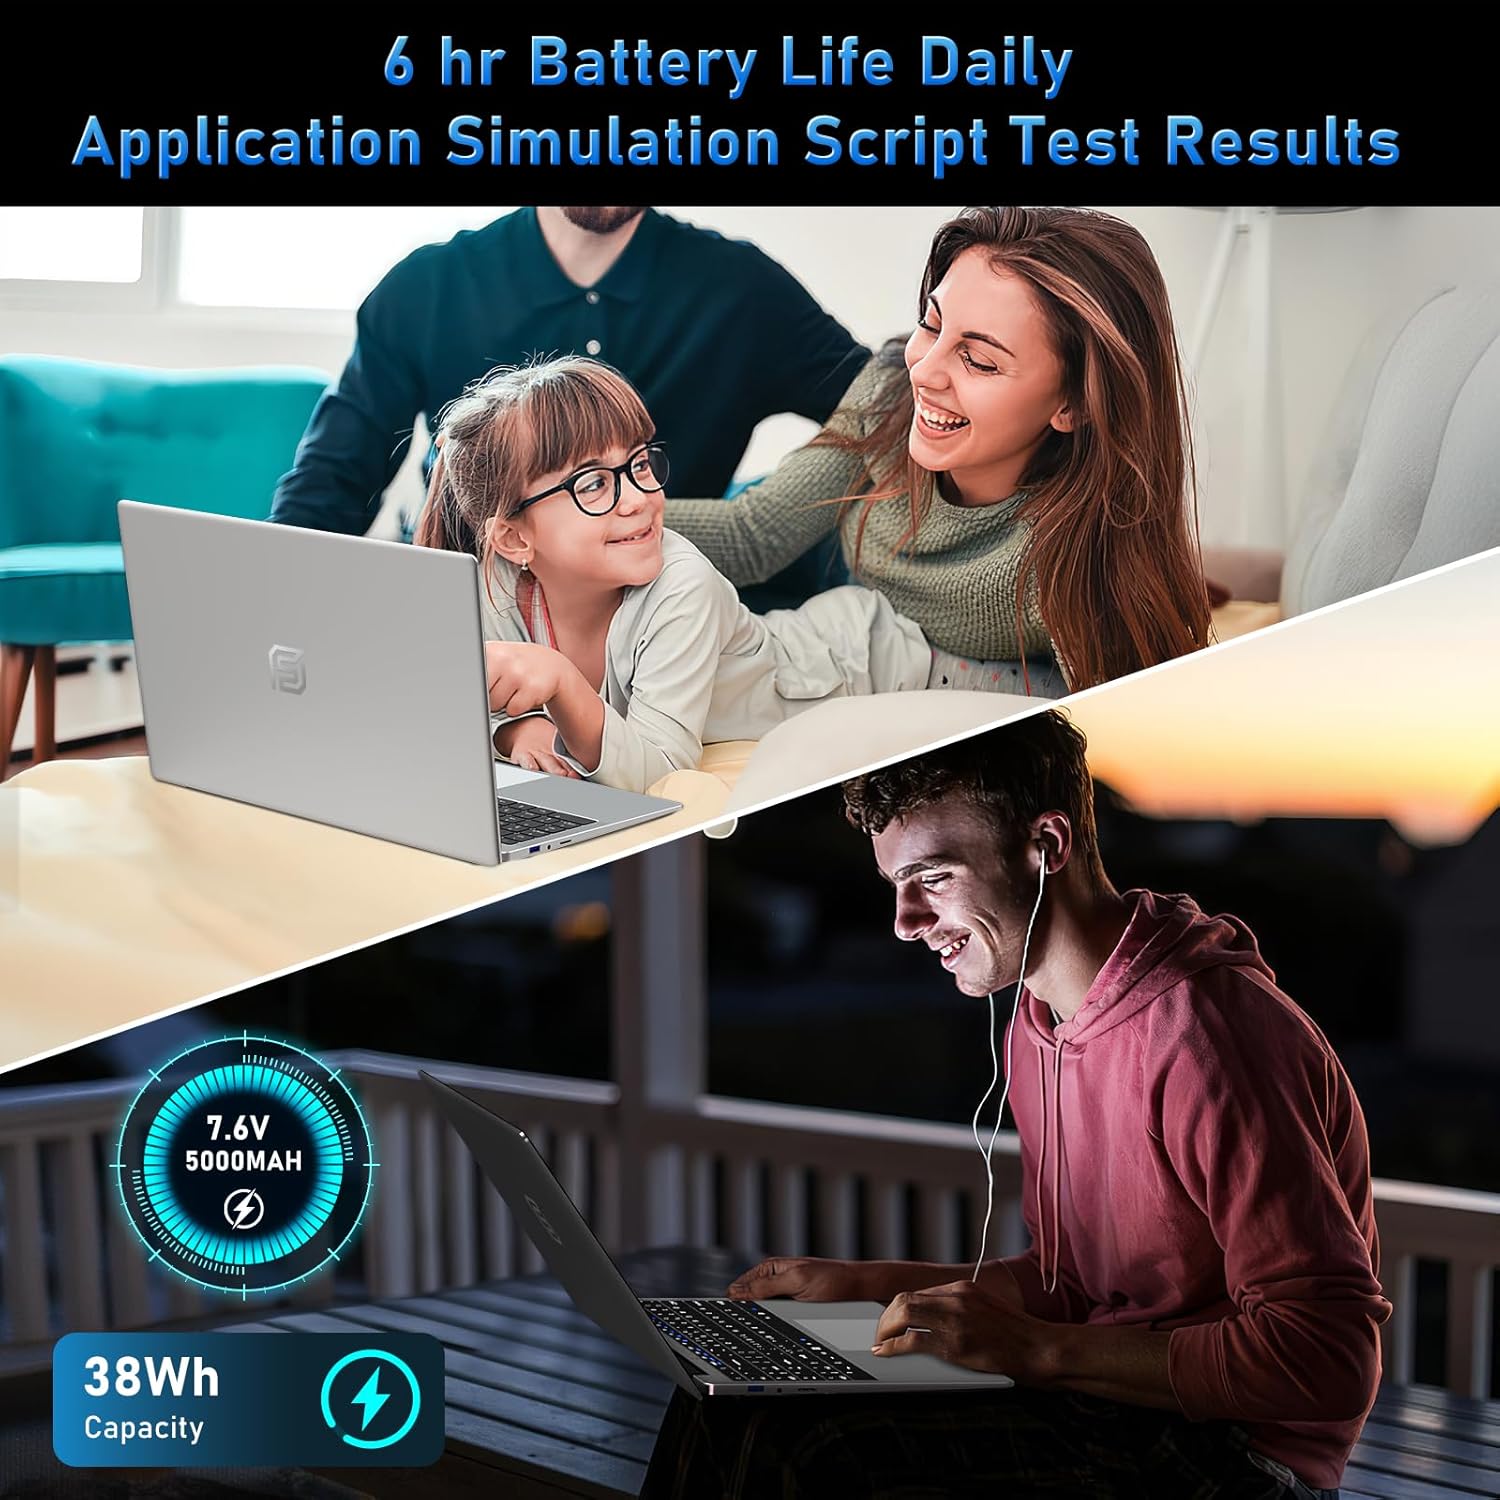 6 hr Battery Life Daily
Application Simulation Script Test Results
7.6V
5000MAH
38Wh
Capacity